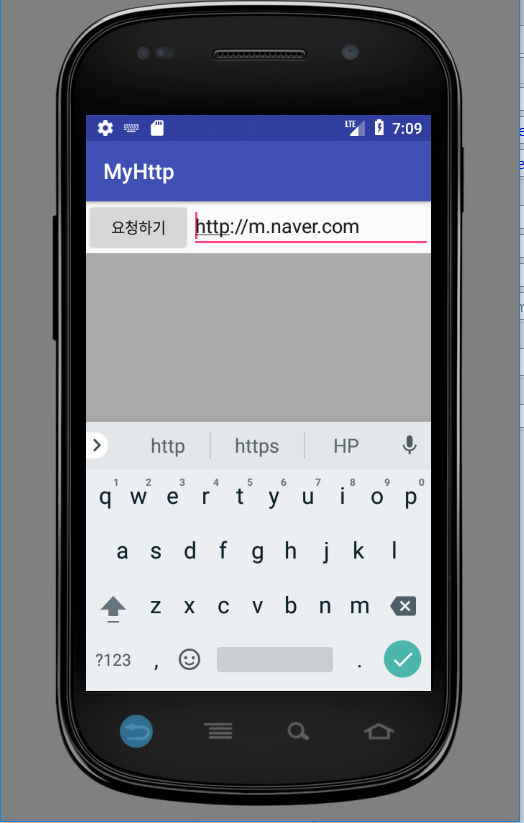 LTE 7:09
MyHttp
요청하기 http://m.naver.com
http https HP
1 2 3 4 5 6 7 8 9 0
q w e r t y u i o p
a s d f g h j k l
z x c v b n m
?123 , .